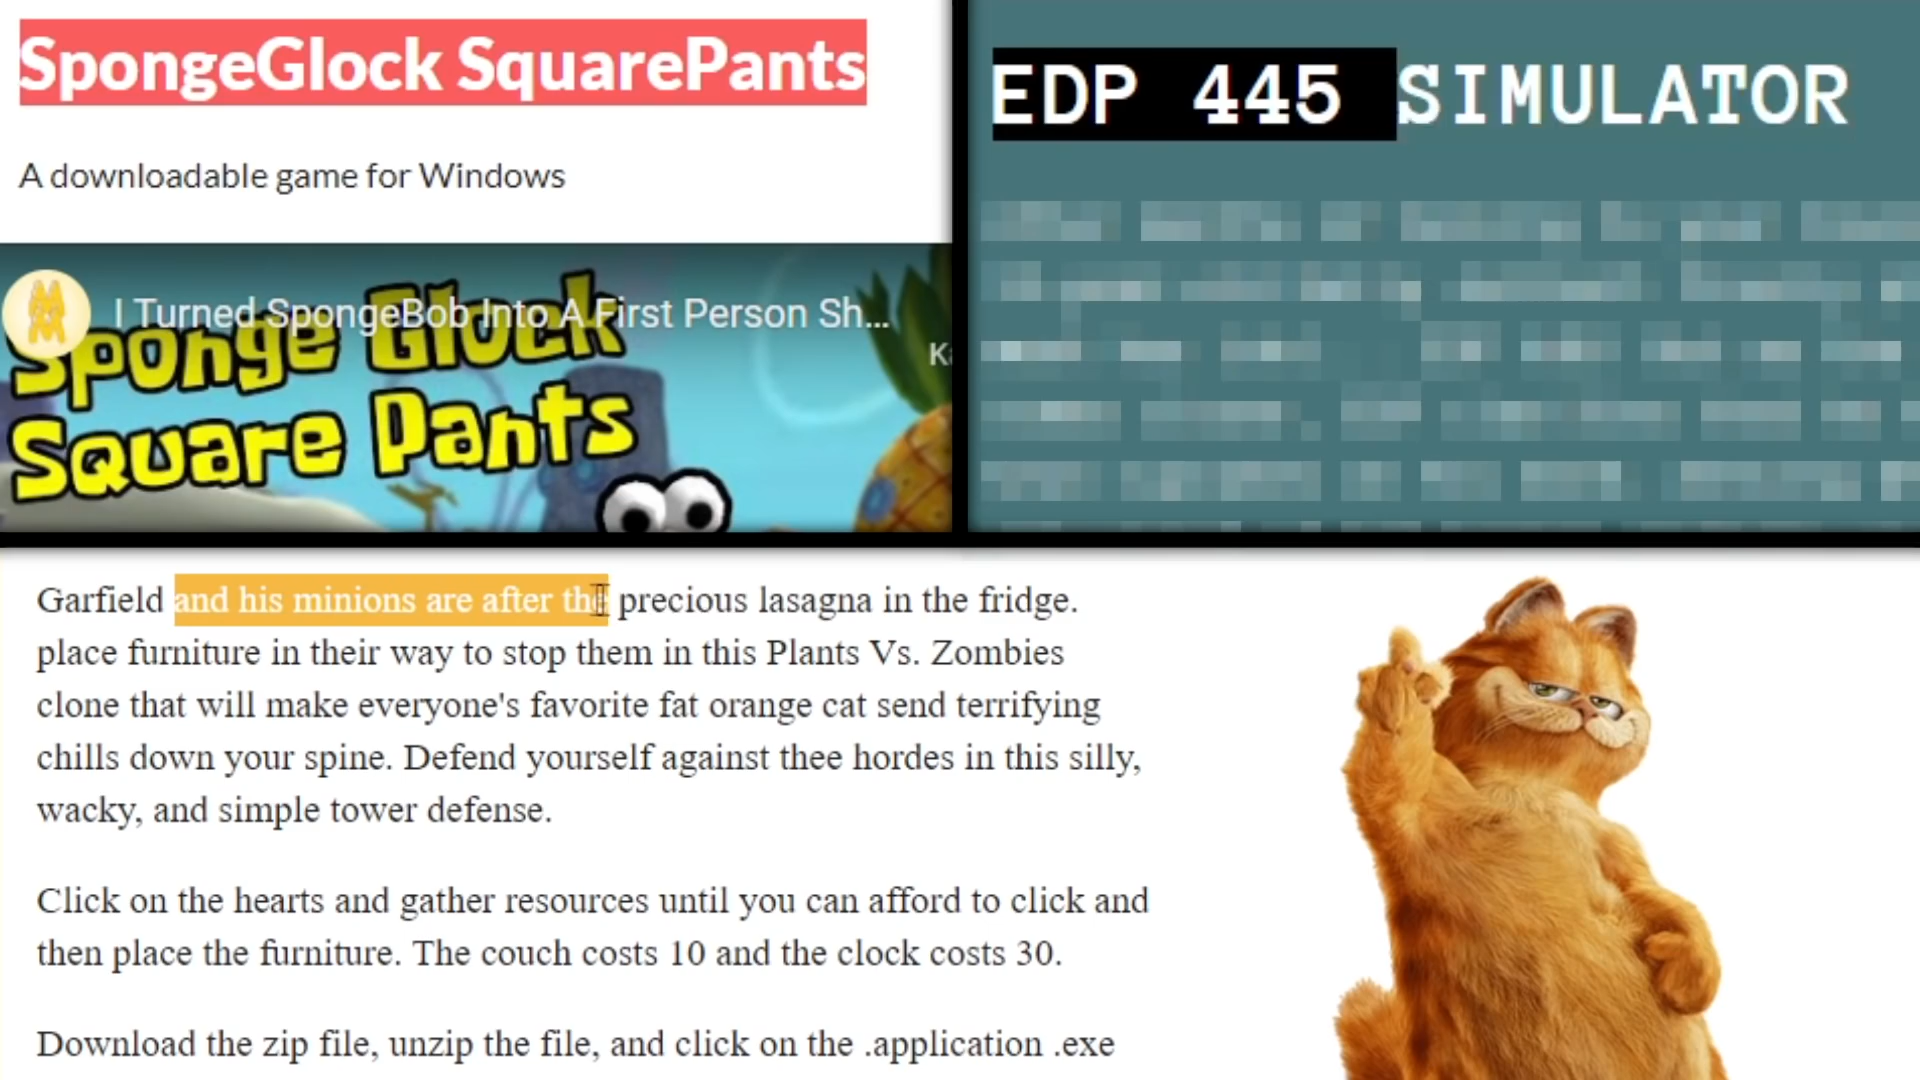 SpongeGlock SquarePants
A downloadable game for Windows
I Turned SpongeBob Into A First Person Sh...
Sponge Glock
Square Pants
EDP 445 SIMULATOR
Garfield and his minions are after the precious lasagna in the fridge.
place furniture in their way to stop them in this Plants Vs. Zombies
clone that will make everyone's favorite fat orange cat send terrifying
chills down your spine. Defend yourself against thee hordes in this silly,
wacky, and simple tower defense.
Click on the hearts and gather resources until you can afford to click and
then place the furniture. The couch costs 10 and the clock costs 30.
Download the zip file, unzip the file, and click on the .application .exe